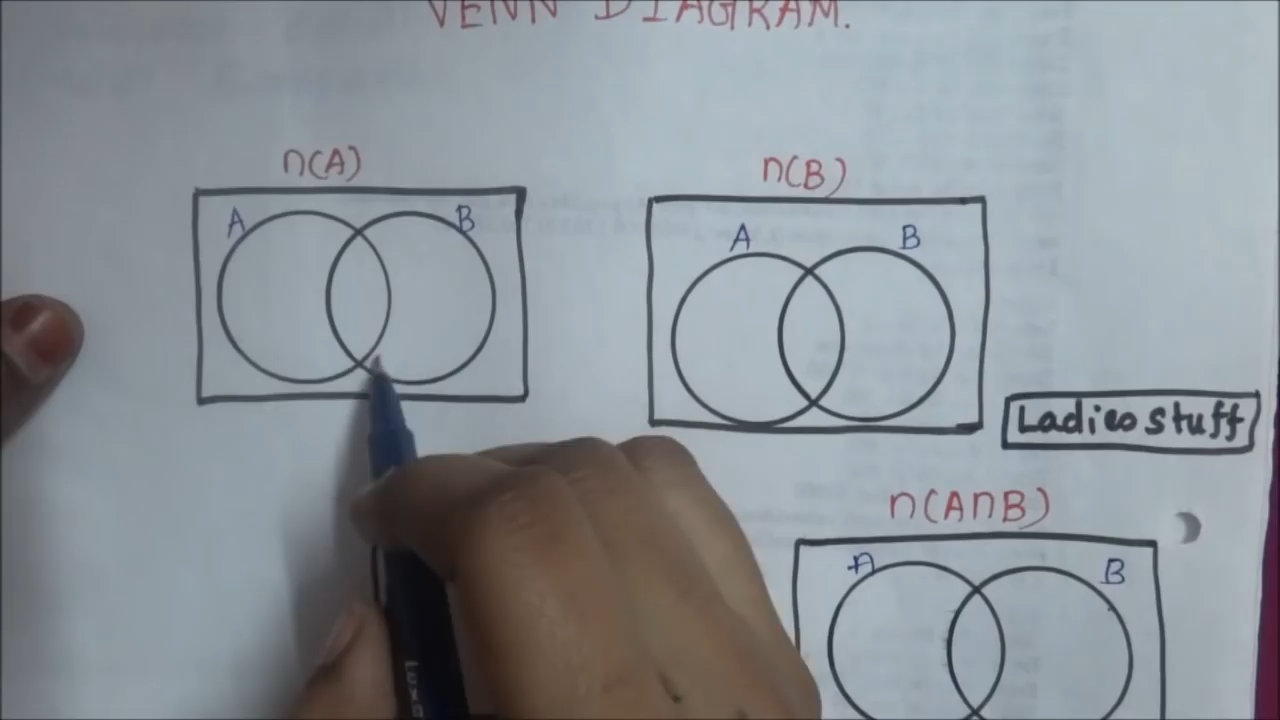 VENN DIAGRAM.
n(A)
A B
n(B)
A B
Ladies stuff
n(A∩B)
A B